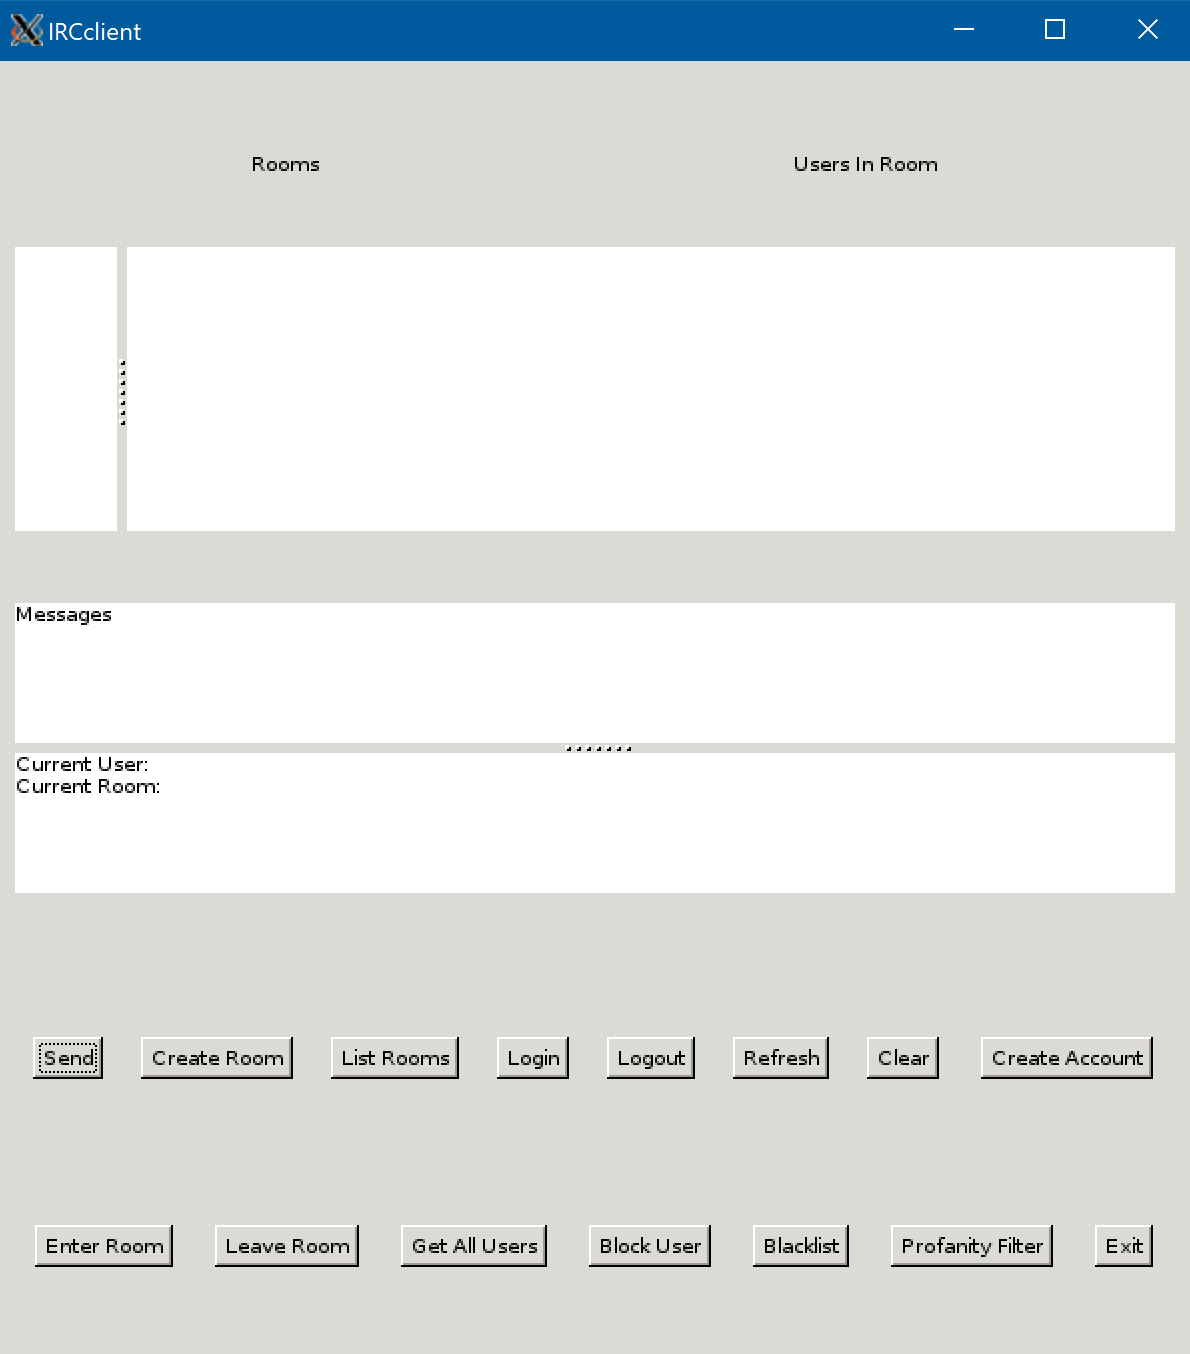 IRCclient
Rooms Users In Room
Messages
Current User:
Current Room:
Send Create Room List Rooms Login Logout Refresh Clear Create Account
Enter Room Leave Room Get All Users Block User Blacklist Profanity Filter Exit